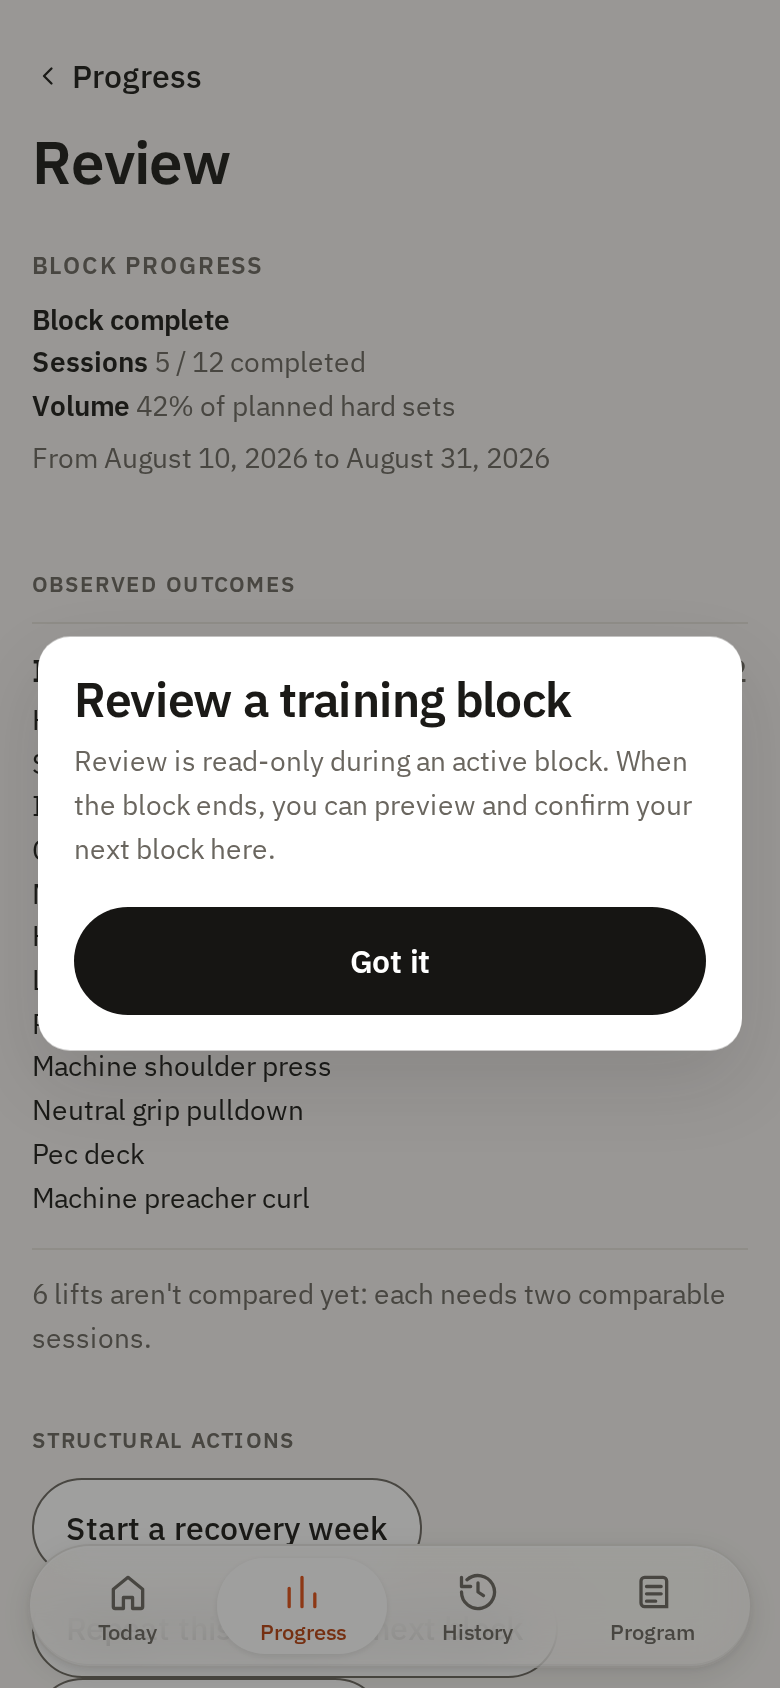 Progress
Review
BLOCK PROGRESS
Block complete
Sessions 5 / 12 completed
Volume 42% of planned hard sets
From August 10, 2026 to August 31, 2026
OBSERVED OUTCOMES
Review a training block
Review is read-only during an active block. When
the block ends, you can preview and confirm your
next block here.
Got it
Machine shoulder press
Neutral grip pulldown
Pec deck
Machine preacher curl
6 lifts aren't compared yet: each needs two comparable
sessions.
STRUCTURAL ACTIONS
Start a recovery week
Repeat this next block
Today Progress History Program